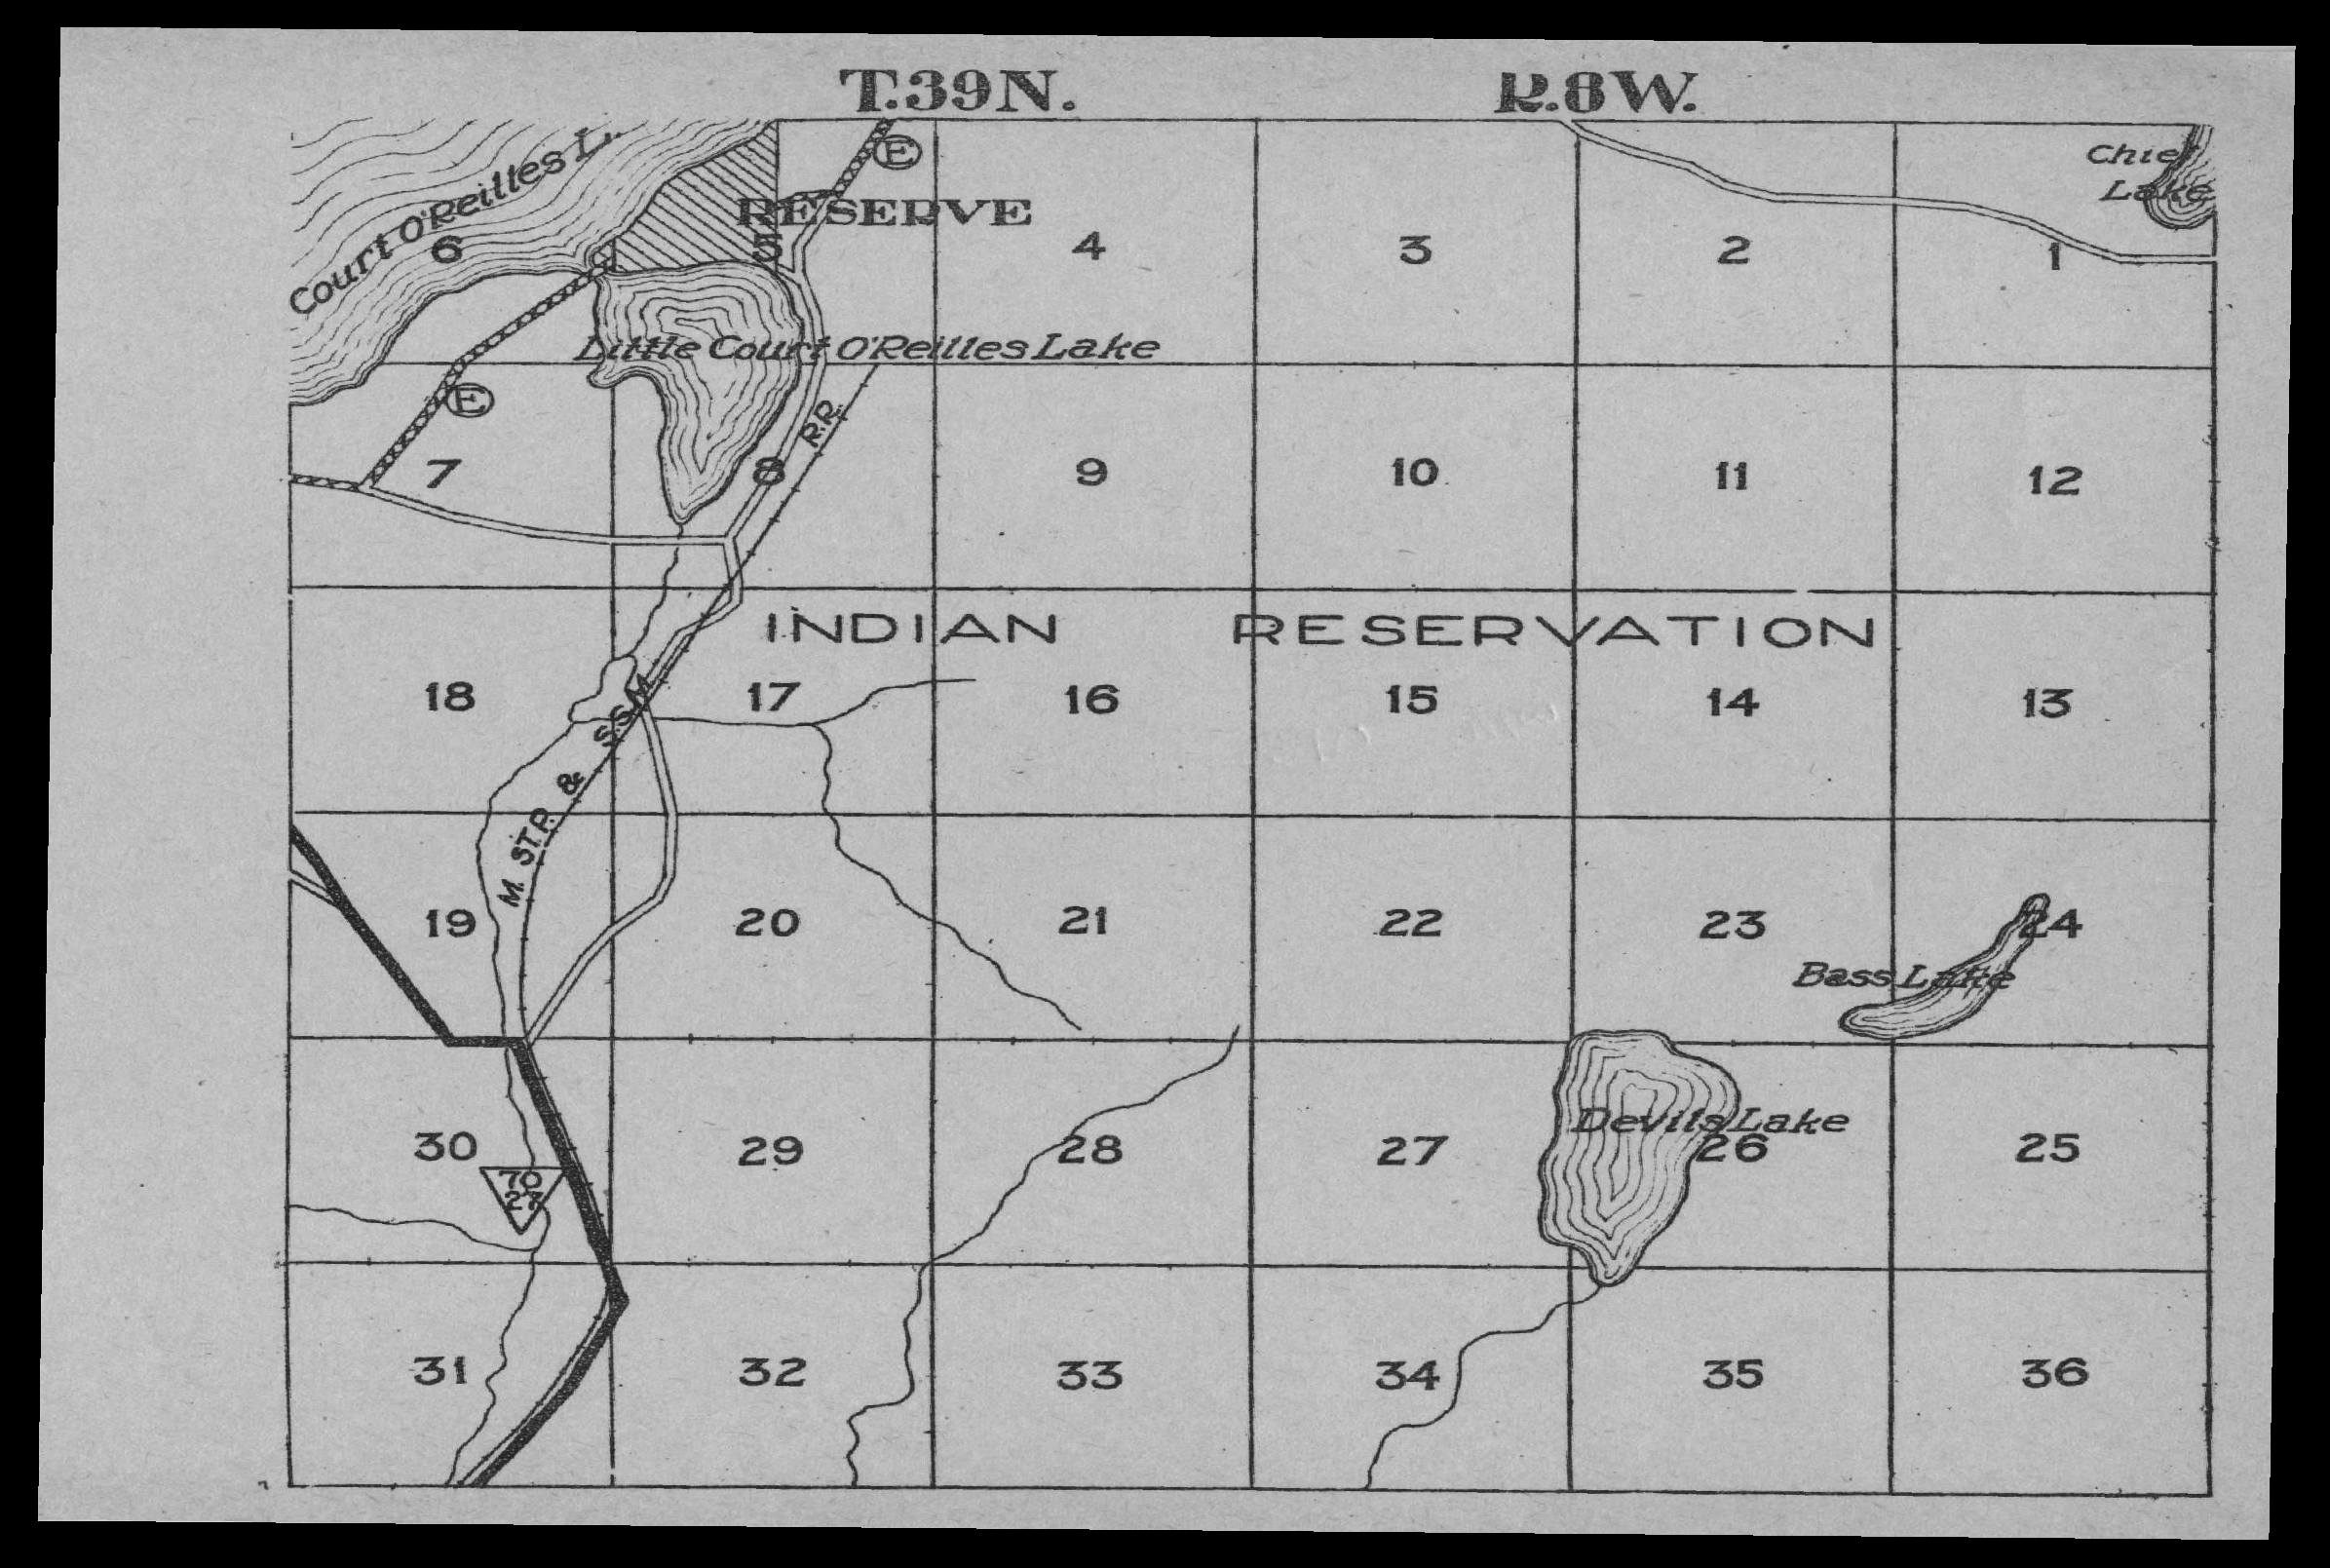 T.39N. R.8W.
Court O'Reilles L.
E
Chief
Lake
RESERVE
6
5
4
3
2
1
Little Court O'Reilles Lake
E
R.R.
7
8
9
10
11
12
INDIAN RESERVATION
18
17
16
15
14
13
M. ST.P. & S.S.M.
19
20
21
22
23
24
Bass Lake
Devils Lake
30
29
28
27
26
25
70
27
31
32
33
34
35
36